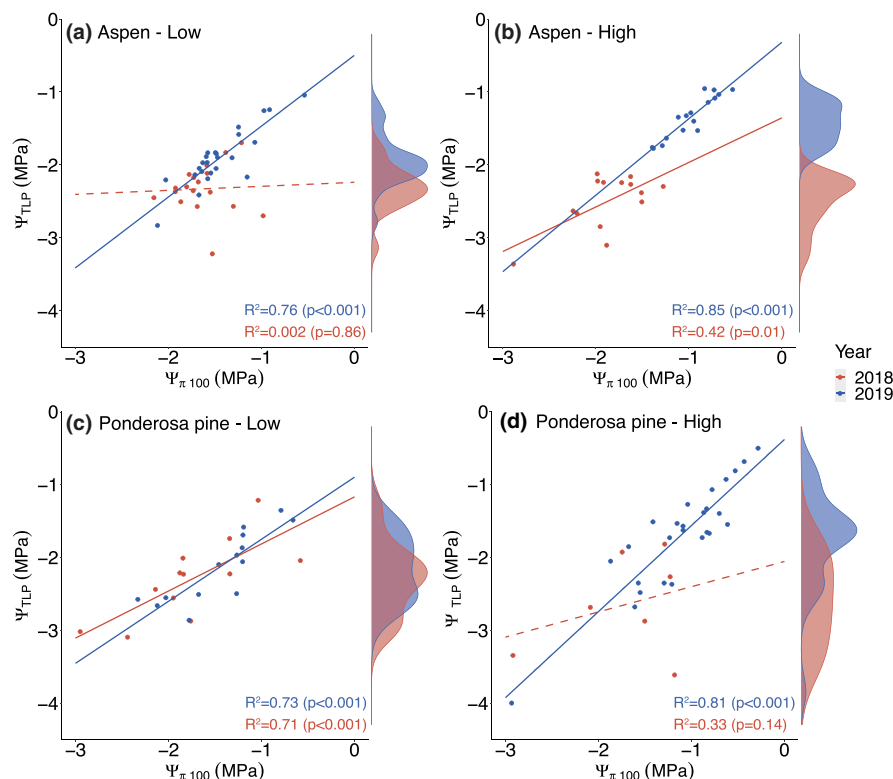 (a) Aspen - Low
(b) Aspen - High
0
−1
−2
−3
−4
Ψ_TLP (MPa)
R²=0.76 (p<0.001)
R²=0.002 (p=0.86)
−3 −2 −1 0
Ψ_π 100 (MPa)
0
−1
−2
−3
−4
Ψ_TLP (MPa)
R²=0.85 (p<0.001)
R²=0.42 (p=0.01)
−3 −2 −1 0
Ψ_π 100 (MPa)
Year
2018
2019
(c) Ponderosa pine - Low
(d) Ponderosa pine - High
0
−1
−2
−3
−4
Ψ_TLP (MPa)
R²=0.73 (p<0.001)
R²=0.71 (p<0.001)
−3 −2 −1 0
Ψ_π 100 (MPa)
0
−1
−2
−3
−4
Ψ_TLP (MPa)
R²=0.81 (p<0.001)
R²=0.33 (p=0.14)
−3 −2 −1 0
Ψ_π 100 (MPa)